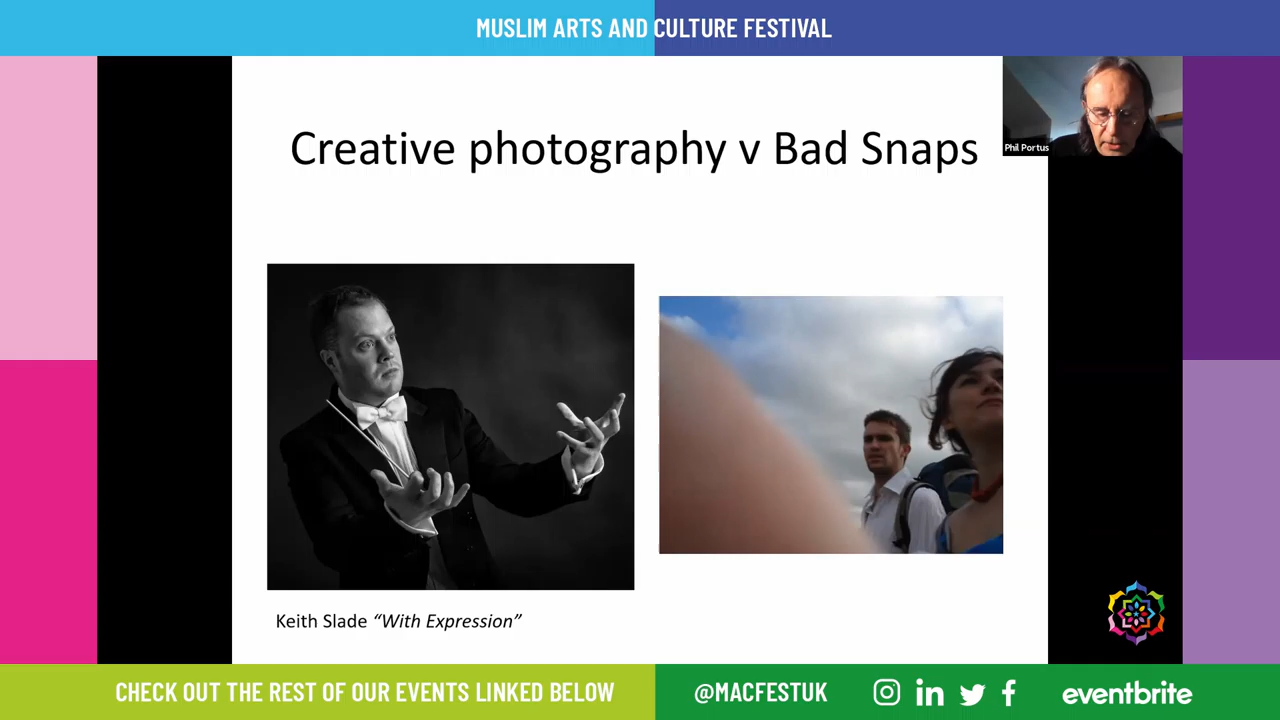 MUSLIM ARTS AND CULTURE FESTIVAL
Creative photography v Bad Snaps
Phil Portus
Keith Slade “With Expression”
CHECK OUT THE REST OF OUR EVENTS LINKED BELOW
@MACFESTUK
eventbrite